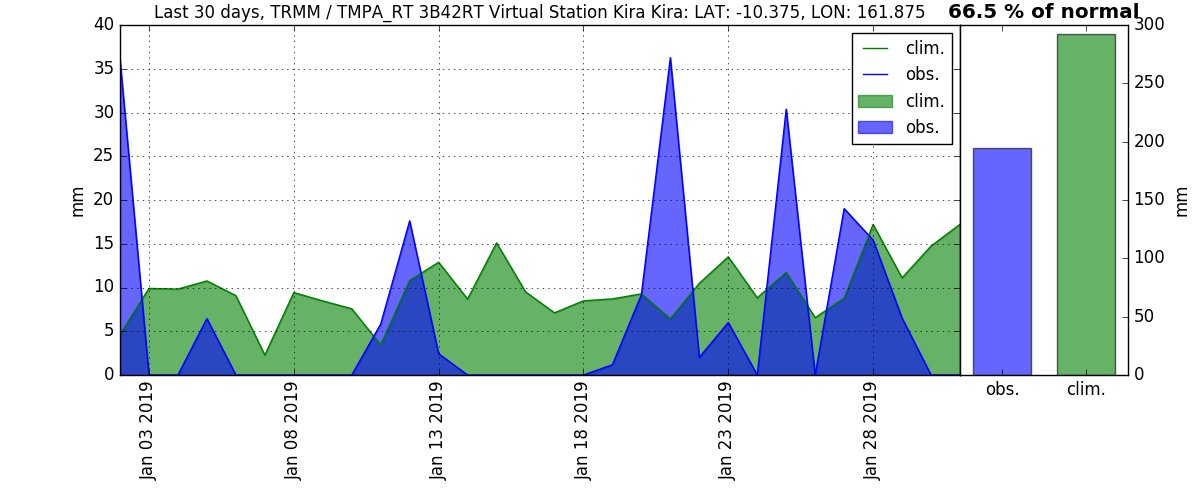 Last 30 days, TRMM / TMPA_RT 3B42RT Virtual Station Kira Kira: LAT: -10.375, LON: 161.875
66.5 % of normal
40
35
30
25
20
15
10
5
0
mm
clim.
obs.
clim.
obs.
Jan 03 2019
Jan 08 2019
Jan 13 2019
Jan 18 2019
Jan 23 2019
Jan 28 2019
300
250
200
150
100
50
0
mm
obs.
clim.